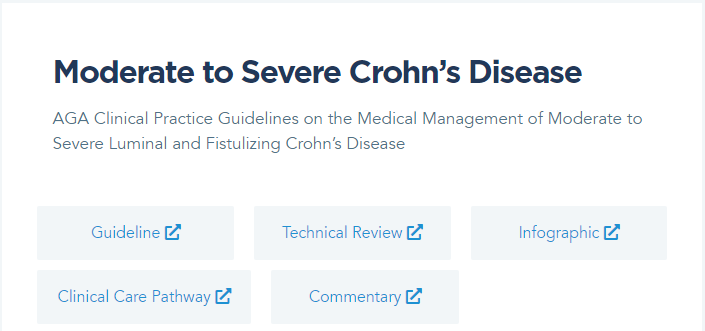 Moderate to Severe Crohn’s Disease
AGA Clinical Practice Guidelines on the Medical Management of Moderate to
Severe Luminal and Fistulizing Crohn’s Disease
Guideline
Technical Review
Infographic
Clinical Care Pathway
Commentary